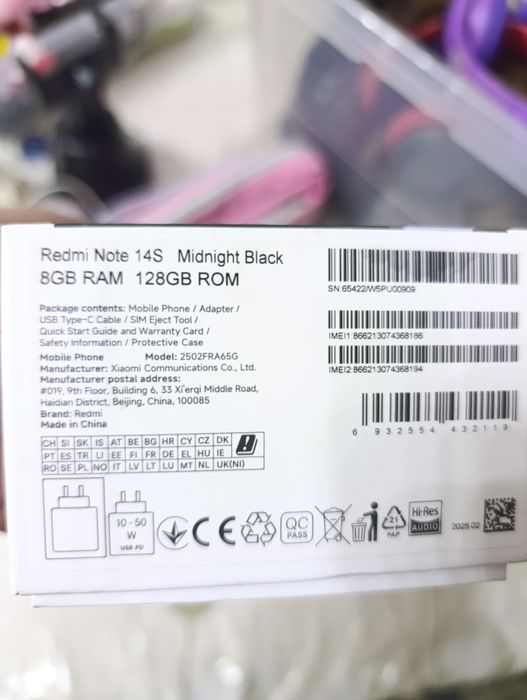 Redmi Note 14S Midnight Black
8GB RAM 128GB ROM
Package contents: Mobile Phone / Adapter /
USB Type-C Cable / SIM Eject Tool /
Quick Start Guide and Warranty Card /
Safety Information / Protective Case
Mobile Phone Model: 2502FRA65G
Manufacturer: Xiaomi Communications Co., Ltd.
Manufacturer postal address:
#019, 9th Floor, Building 6, 33 Xi'erqi Middle Road,
Haidian District, Beijing, China, 100085
Brand: Redmi
Made in China
SN:65422/W5PU00909
IMEI1 866213074368186
IMEI2 866213074368194
6 932554 432119
CH SI SK IS AT BE BG HR CY CZ DK
PT ES TR LI EE FI FR DE EL HU IE
RO SE PL NO IT LV LT LU MT NL UK(NI)
10 - 50
W
USB PD
CE
QC
PASS
21
PAP
Hi-Res
AUDIO
2025.02